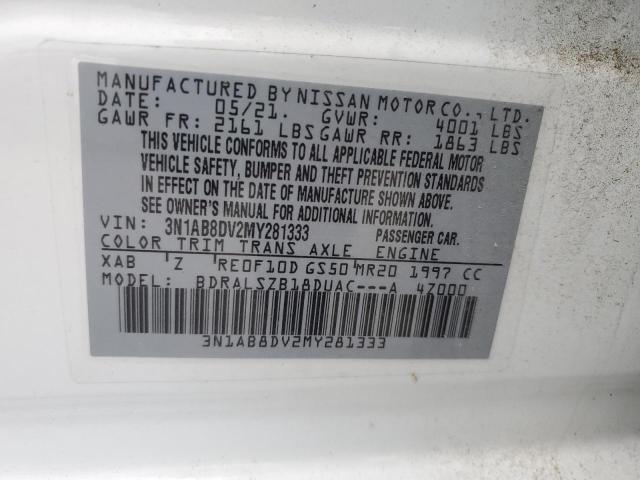 MANUFACTURED BY NISSAN MOTOR CO., LTD.
DATE: 05/21. GVWR: 4001 LBS
GAWR FR: 2161 LBS GAWR RR: 1863 LBS
THIS VEHICLE CONFORMS TO ALL APPLICABLE FEDERAL MOTOR
VEHICLE SAFETY, BUMPER AND THEFT PREVENTION STANDARDS
IN EFFECT ON THE DATE OF MANUFACTURE SHOWN ABOVE.
SEE OWNER'S MANUAL FOR ADDITIONAL INFORMATION.
VIN: 3N1AB8DV2MY281333 PASSENGER CAR.
COLOR TRIM TRANS AXLE ENGINE
XAB Z RE0F10D GS50 MR20 1997 CC
MODEL: BDRALSZB18DUAC---A 47000
3N1AB8DV2MY281333